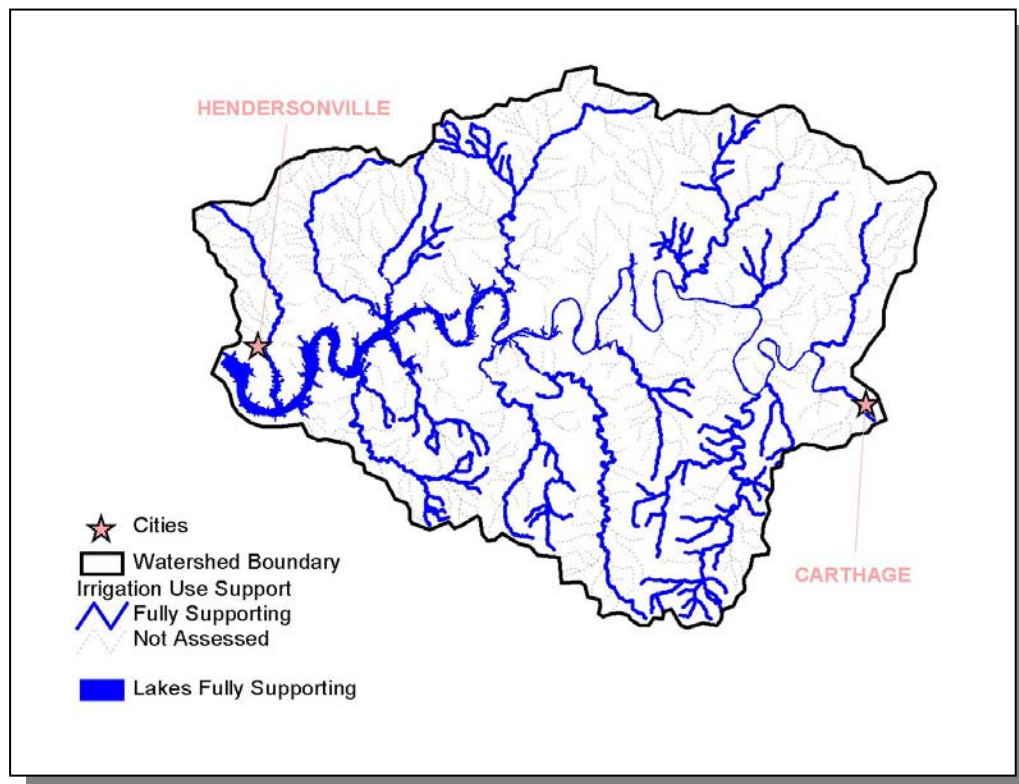 HENDERSONVILLE
Cities
Watershed Boundary
Irrigation Use Support
Fully Supporting
Not Assessed
Lakes Fully Supporting
CARTHAGE